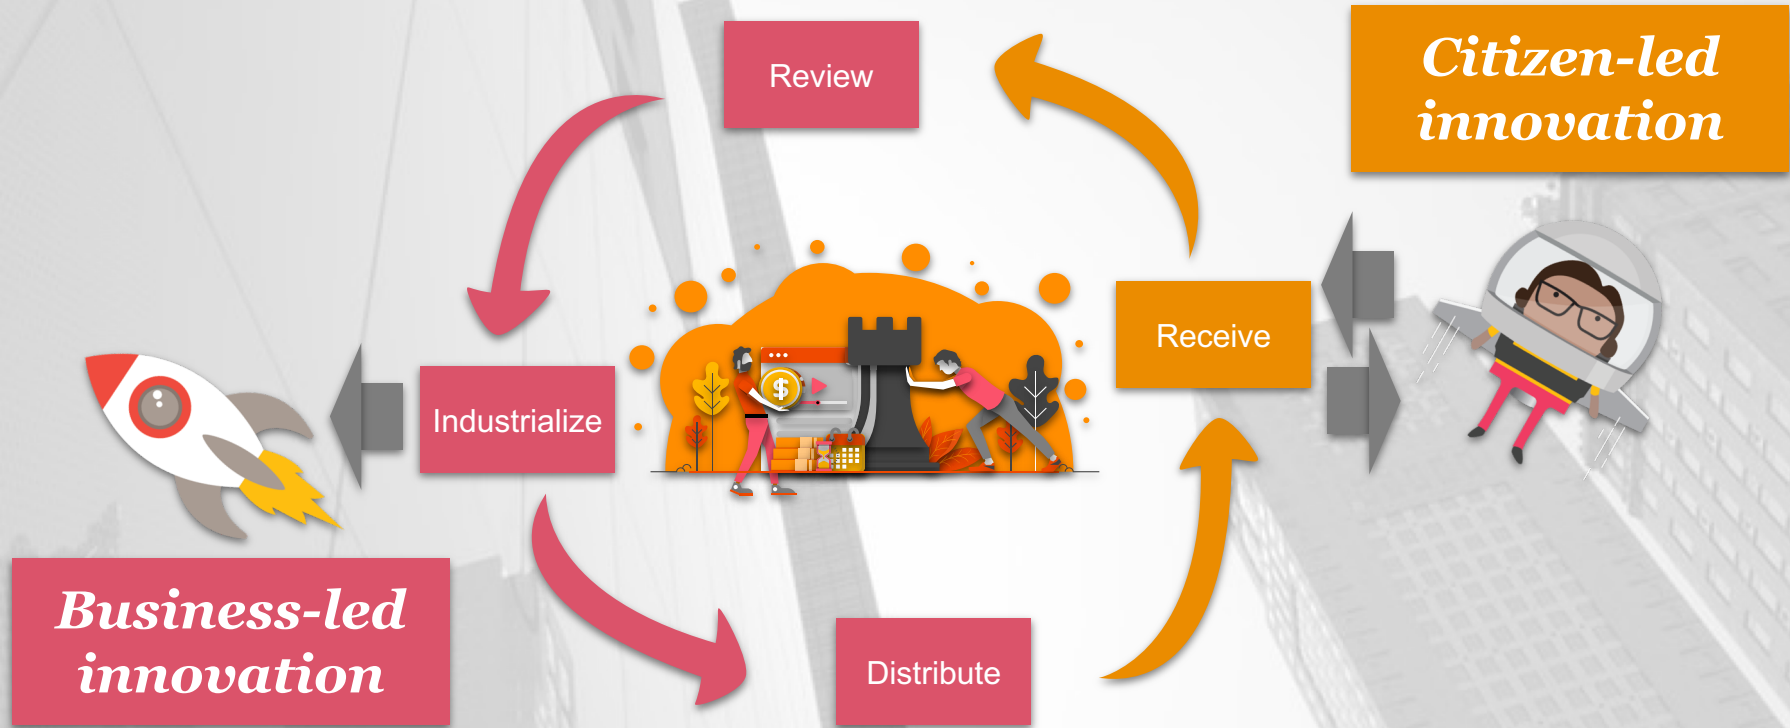 Review
Citizen-led
innovation
Receive
Industrialize
$
Business-led
innovation
Distribute